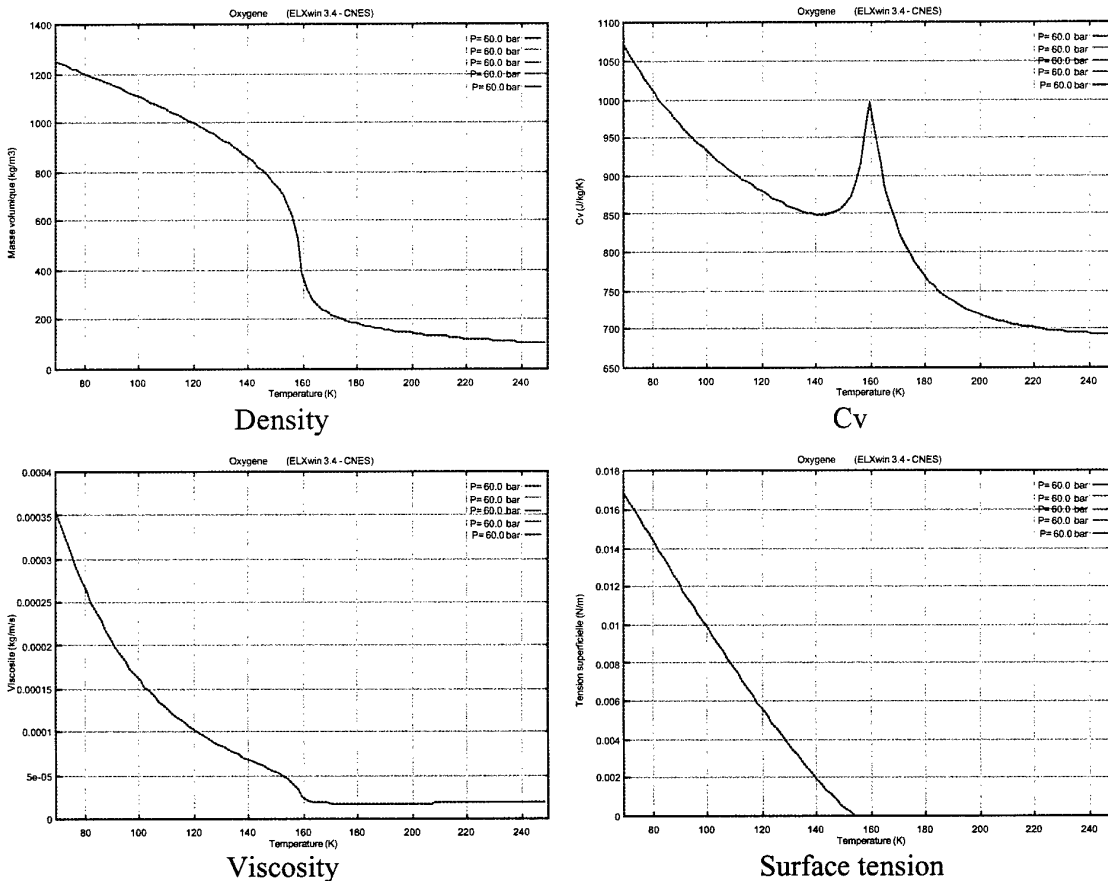 Oxygene (ELXwin 3.4 - CNES)
P= 60.0 bar
P= 60.0 bar
P= 60.0 bar
P= 60.0 bar
P= 60.0 bar
Masse volumique (kg/m3)
1400
1200
1000
800
600
400
200
0
80 100 120 140 160 180 200 220 240
Temperature (K)
Density
Oxygene (ELXwin 3.4 - CNES)
P= 60.0 bar
P= 60.0 bar
P= 60.0 bar
P= 60.0 bar
P= 60.0 bar
Cv (J/kg/K)
1100
1050
1000
950
900
850
800
750
700
650
80 100 120 140 160 180 200 220 240
Temperature (K)
Cv
Oxygene (ELXwin 3.4 - CNES)
P= 60.0 bar
P= 60.0 bar
P= 60.0 bar
P= 60.0 bar
P= 60.0 bar
Viscosite (kg/m/s)
0.0004
0.00035
0.0003
0.00025
0.0002
0.00015
0.0001
5e-05
0
80 100 120 140 160 180 200 220 240
Temperature (K)
Viscosity
Oxygene (ELXwin 3.4 - CNES)
P= 60.0 bar
P= 60.0 bar
P= 60.0 bar
P= 60.0 bar
P= 60.0 bar
Tension superficielle (N/m)
0.018
0.016
0.014
0.012
0.01
0.008
0.006
0.004
0.002
0
80 100 120 140 160 180 200 220 240
Temperature (K)
Surface tension